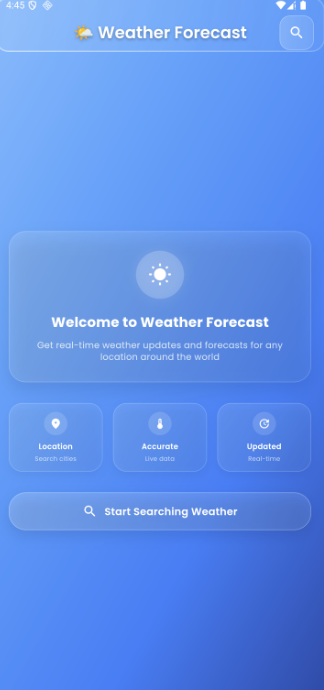 4:45
Weather Forecast
Welcome to Weather Forecast
Get real-time weather updates and forecasts for any
location around the world
Location
Search cities
Accurate
Live data
Updated
Real-time
Start Searching Weather